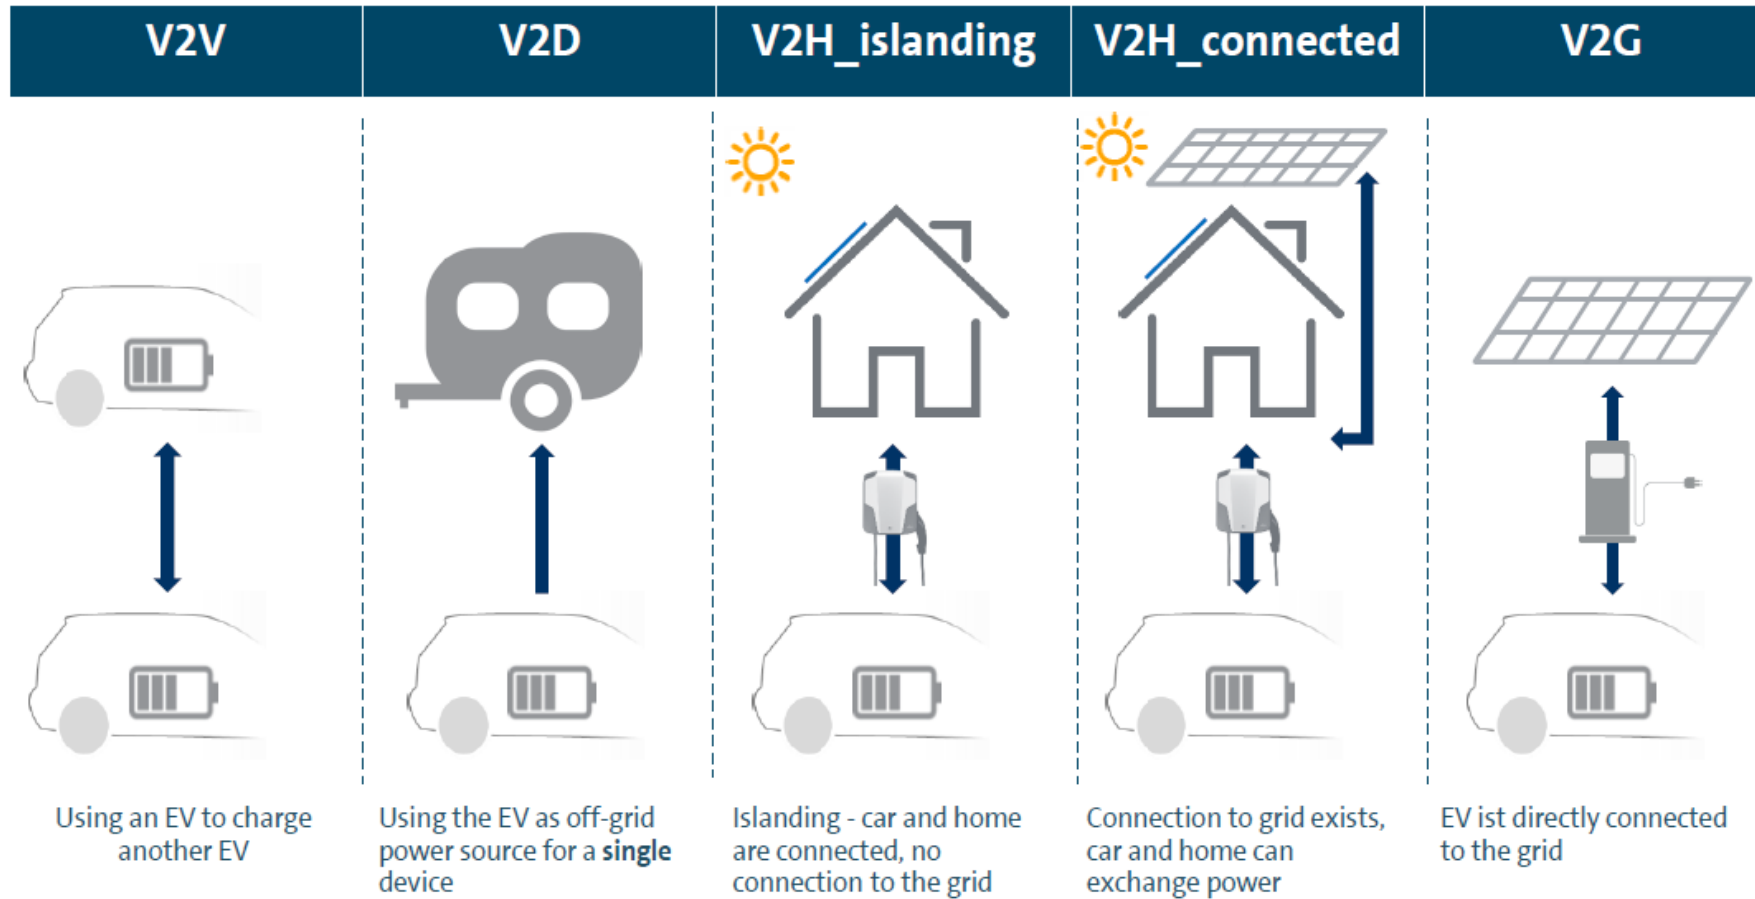 V2V
V2D
V2H_islanding
V2H_connected
V2G
Using an EV to charge
another EV
Using the EV as off-grid
power source for a single
device
Islanding - car and home
are connected, no
connection to the grid
Connection to grid exists,
car and home can
exchange power
EV ist directly connected
to the grid